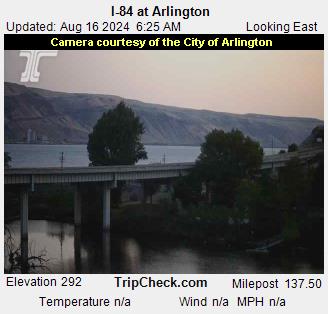 I-84 at Arlington
Updated: Aug 16 2024 6:25 AM Looking East
Camera courtesy of the City of Arlington
Elevation 292 TripCheck.com Milepost 137.50
Temperature n/a Wind n/a MPH n/a